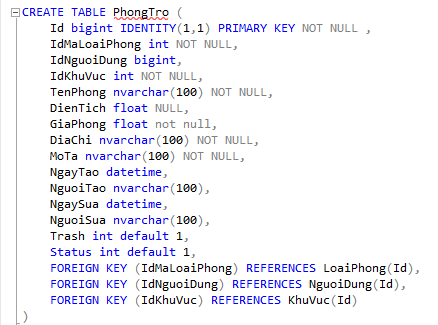 CREATE TABLE PhongTro (
Id bigint IDENTITY(1,1) PRIMARY KEY NOT NULL ,
IdMaLoaiPhong int NOT NULL,
IdNguoiDung bigint,
IdKhuVuc int NOT NULL,
TenPhong nvarchar(100) NOT NULL,
DienTich float NULL,
GiaPhong float not null,
DiaChi nvarchar(100) NOT NULL,
MoTa nvarchar(100) NOT NULL,
NgayTao datetime,
NguoiTao nvarchar(100),
NgaySua datetime,
NguoiSua nvarchar(100),
Trash int default 1,
Status int default 1,
FOREIGN KEY (IdMaLoaiPhong) REFERENCES LoaiPhong(Id),
FOREIGN KEY (IdNguoiDung) REFERENCES NguoiDung(Id),
FOREIGN KEY (IdKhuVuc) REFERENCES KhuVuc(Id)
)